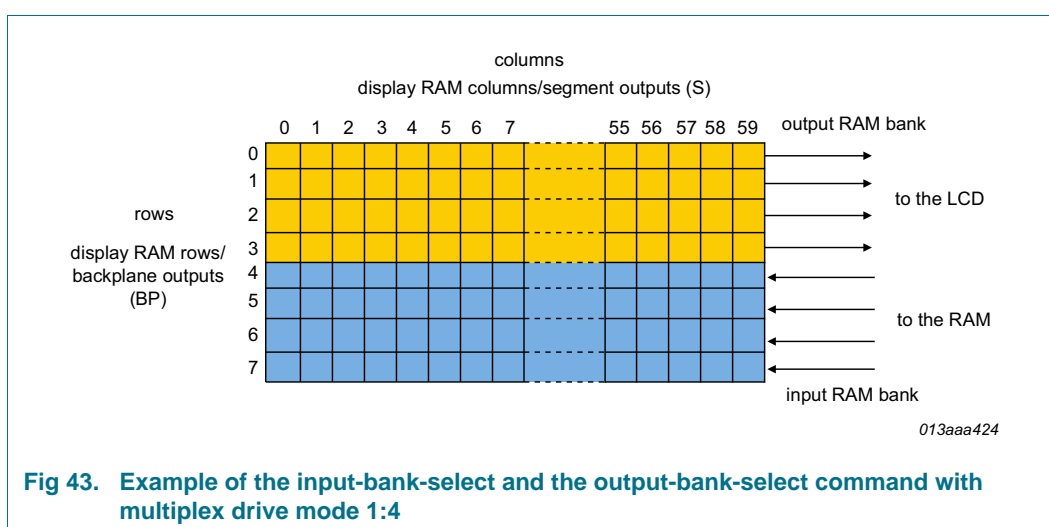 columns
display RAM columns/segment outputs (S)
0 1 2 3 4 5 6 7 55 56 57 58 59 output RAM bank
0
1
to the LCD
rows
2
display RAM rows/
backplane outputs
(BP)
3
4
5
to the RAM
6
7
input RAM bank
013aaa424
Fig 43. Example of the input-bank-select and the output-bank-select command with
multiplex drive mode 1:4